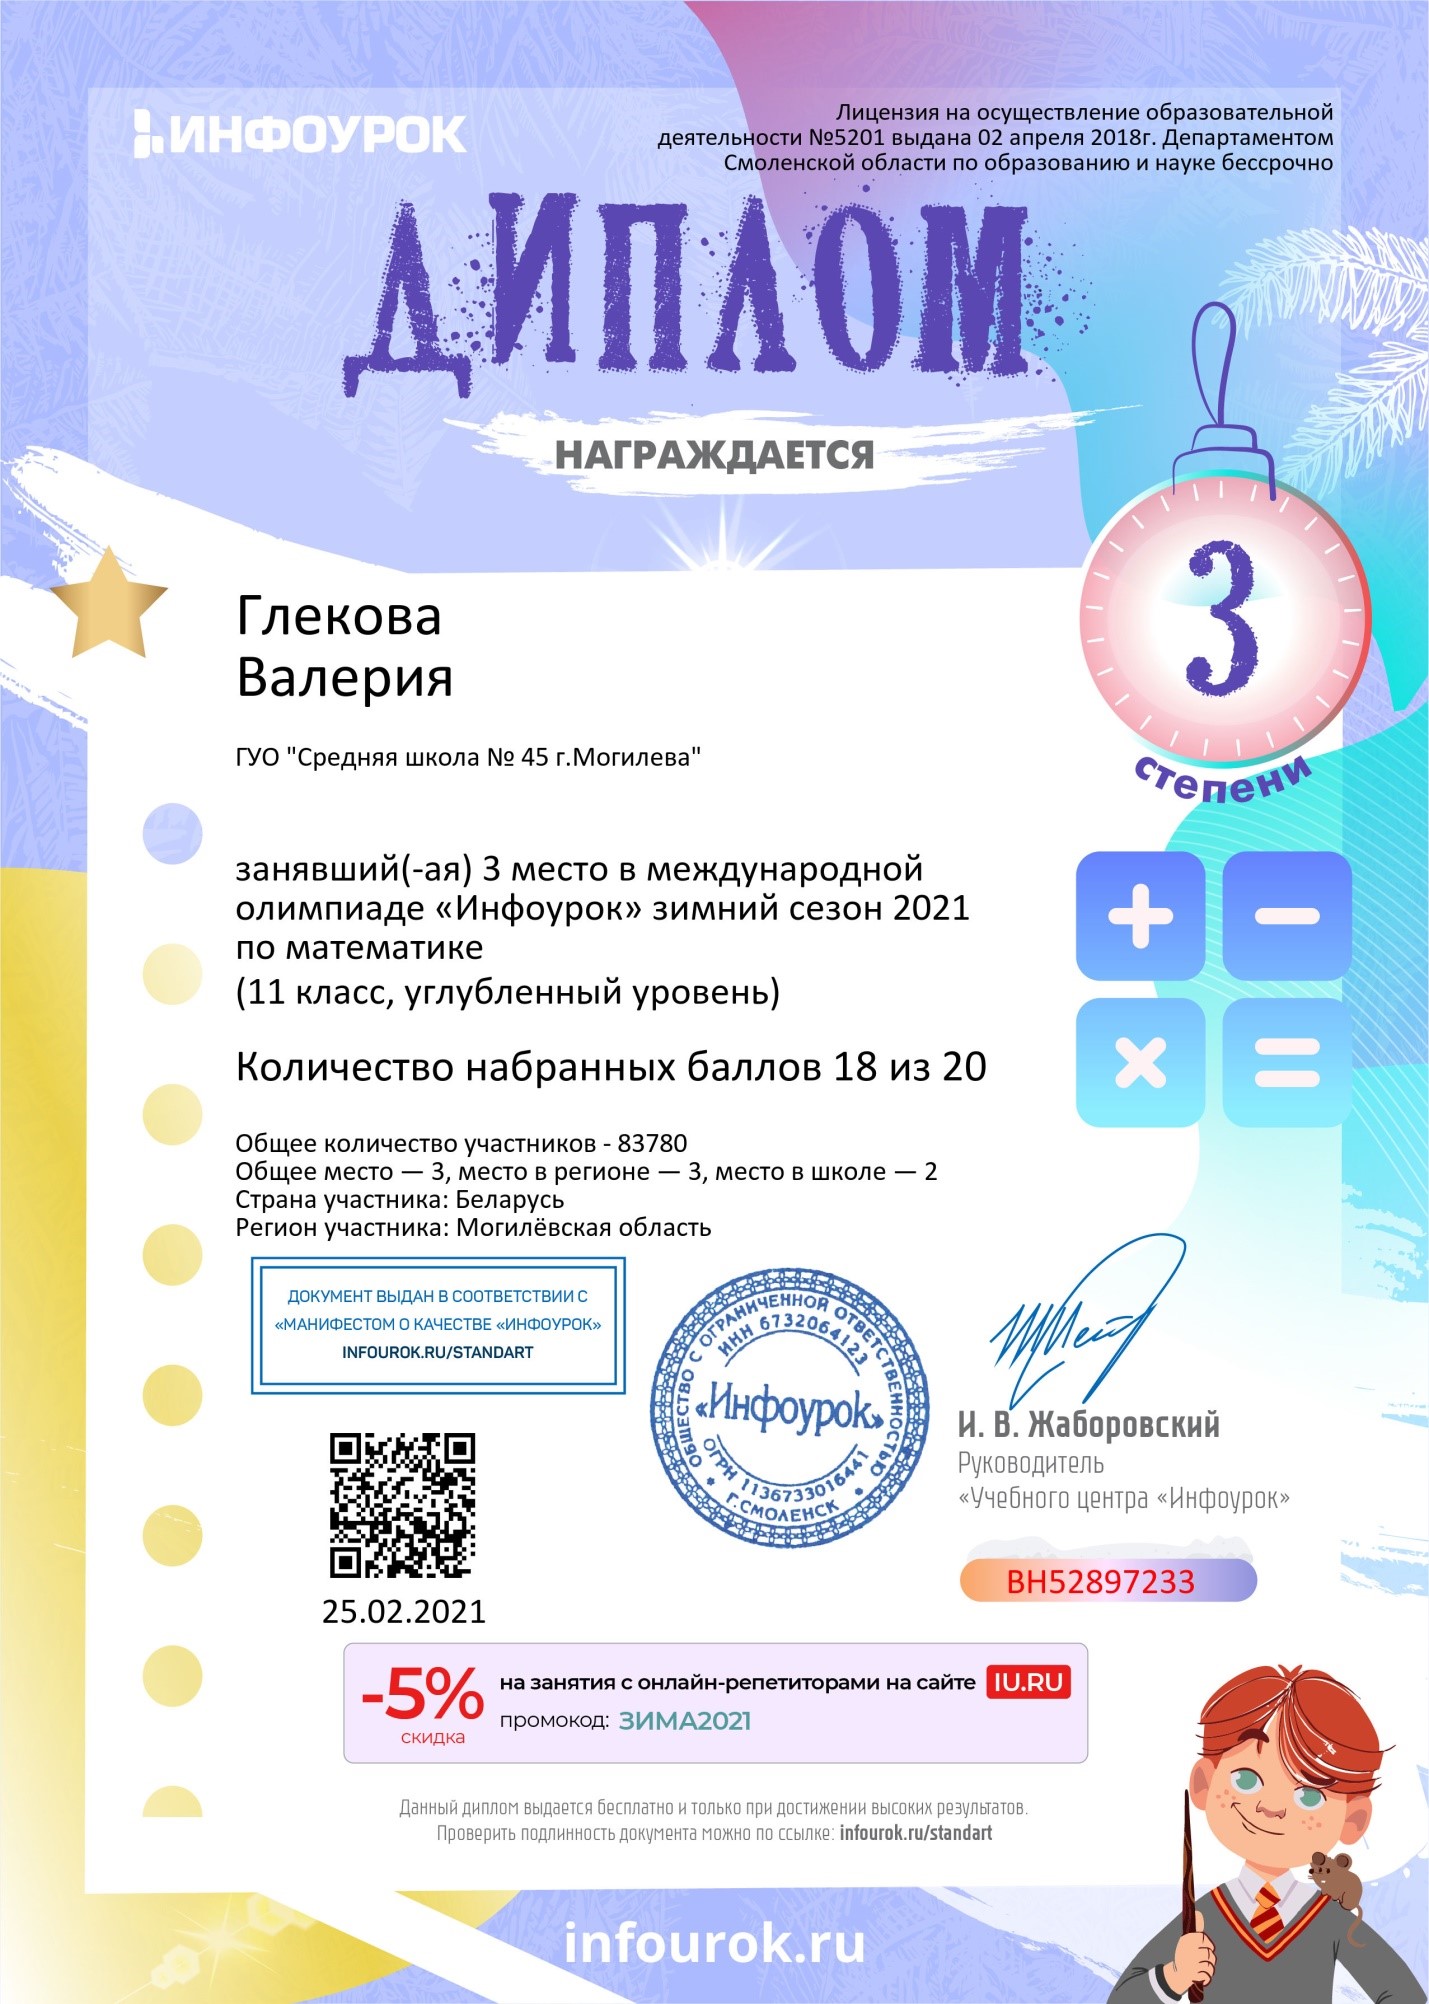 ИНФОУРОК
Лицензия на осуществление образовательной
деятельности №5201 выдана 02 апреля 2018г. Департаментом
Смоленской области по образованию и науке бессрочно
ДИПЛОМ
НАГРАЖДАЕТСЯ
3
степени
Глекова
Валерия
ГУО "Средняя школа № 45 г.Могилева"
занявший(-ая) 3 место в международной
олимпиаде «Инфоурок» зимний сезон 2021
по математике
(11 класс, углубленный уровень)
Количество набранных баллов 18 из 20
Общее количество участников - 83780
Общее место — 3, место в регионе — 3, место в школе — 2
Страна участника: Беларусь
Регион участника: Могилёвская область
ДОКУМЕНТ ВЫДАН В СООТВЕТСТВИИ С
«МАНИФЕСТОМ О КАЧЕСТВЕ «ИНФОУРОК»
INFOUROK.RU/STANDART
ОБЩЕСТВО С ОГРАНИЧЕННОЙ ОТВЕТСТВЕННОСТЬЮ
ИНН 6732064123
«Инфоурок»
ОГРН 1136733016441
Г.СМОЛЕНСК
И. В. Жаборовский
Руководитель
«Учебного центра «Инфоурок»
ВН52897233
25.02.2021
-5%
скидка
на занятия с онлайн-репетиторами на сайте IU.RU
промокод: ЗИМА2021
Данный диплом выдается бесплатно и только при достижении высоких результатов.
Проверить подлинность документа можно по ссылке: infourok.ru/standart
infourok.ru